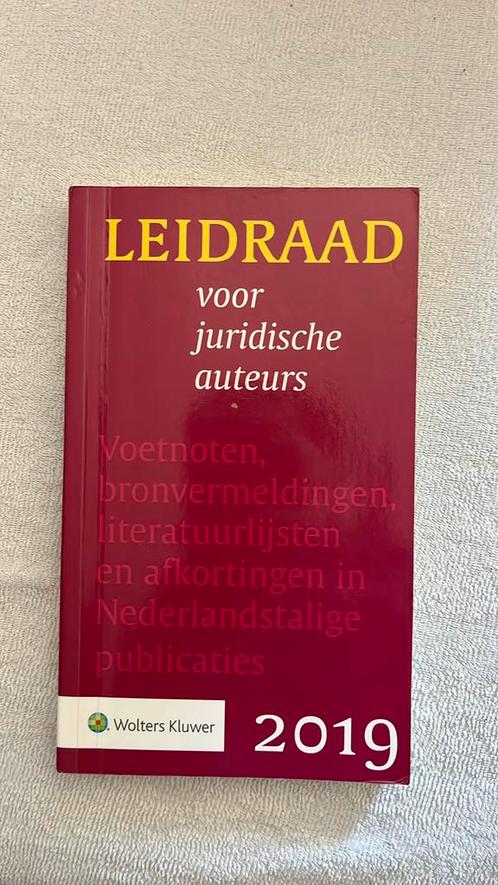 LEIDRAAD
voor
juridische
auteurs
Voetnoten,
bronvermeldingen,
literatuurlijsten
en afkortingen in
Nederlandstalige
publicaties
Wolters Kluwer
2019